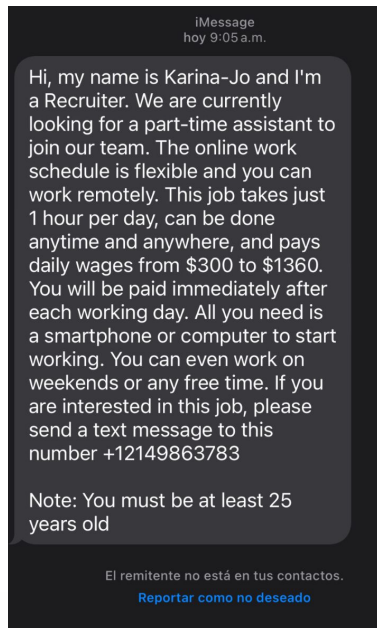 iMessage
hoy 9:05 a.m.
Hi, my name is Karina-Jo and I'm
a Recruiter. We are currently
looking for a part-time assistant to
join our team. The online work
schedule is flexible and you can
work remotely. This job takes just
1 hour per day, can be done
anytime and anywhere, and pays
daily wages from $300 to $1360.
You will be paid immediately after
each working day. All you need is
a smartphone or computer to start
working. You can even work on
weekends or any free time. If you
are interested in this job, please
send a text message to this
number +12149863783
Note: You must be at least 25
years old
El remitente no está en tus contactos.
Reportar como no deseado